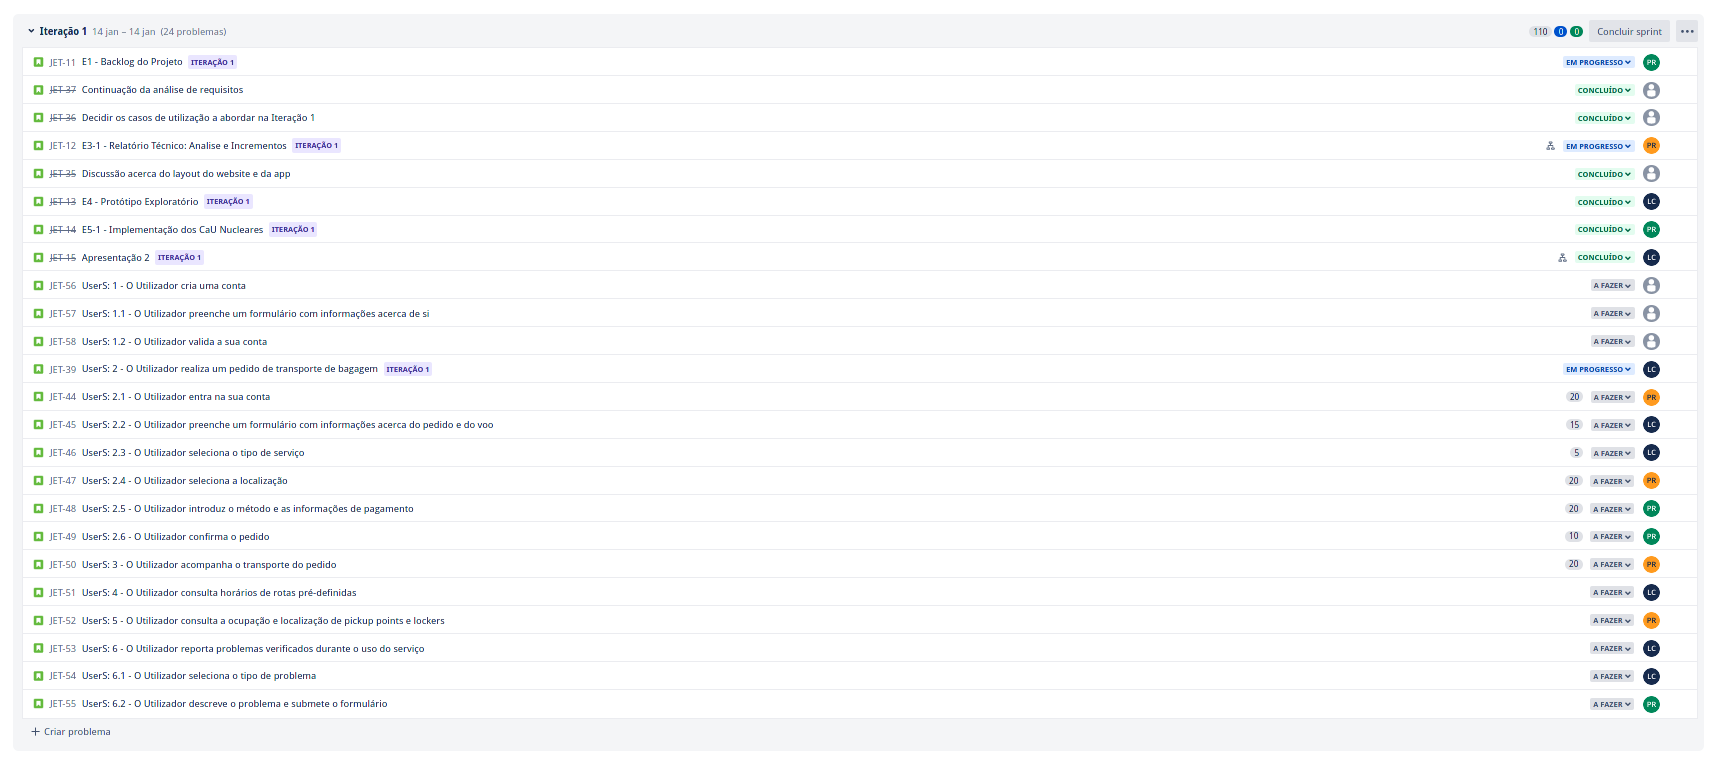 Iteração 1 14 jan – 14 jan (24 problemas) 110 0 0 Concluir sprint
JET-11 E1 - Backlog do Projeto ITERAÇÃO 1 EM PROGRESSO PR
JET-37 Continuação da análise de requisitos CONCLUÍDO
JET-36 Decidir os casos de utilização a abordar na Iteração 1 CONCLUÍDO
JET-12 E3-1 - Relatório Técnico: Analise e Incrementos ITERAÇÃO 1 EM PROGRESSO PR
JET-35 Discussão acerca do layout do website e da app CONCLUÍDO
JET-13 E4 - Protótipo Exploratório ITERAÇÃO 1 CONCLUÍDO LC
JET-14 E5-1 - Implementação dos CaU Nucleares ITERAÇÃO 1 CONCLUÍDO PR
JET-15 Apresentação 2 ITERAÇÃO 1 CONCLUÍDO LC
JET-56 UserS: 1 - O Utilizador cria uma conta A FAZER
JET-57 UserS: 1.1 - O Utilizador preenche um formulário com informações acerca de si A FAZER
JET-58 UserS: 1.2 - O Utilizador valida a sua conta A FAZER
JET-39 UserS: 2 - O Utilizador realiza um pedido de transporte de bagagem ITERAÇÃO 1 EM PROGRESSO LC
JET-44 UserS: 2.1 - O Utilizador entra na sua conta 20 A FAZER PR
JET-45 UserS: 2.2 - O Utilizador preenche um formulário com informações acerca do pedido e do voo 15 A FAZER LC
JET-46 UserS: 2.3 - O Utilizador seleciona o tipo de serviço 5 A FAZER LC
JET-47 UserS: 2.4 - O Utilizador seleciona a localização 20 A FAZER PR
JET-48 UserS: 2.5 - O Utilizador introduz o método e as informações de pagamento 20 A FAZER PR
JET-49 UserS: 2.6 - O Utilizador confirma o pedido 10 A FAZER PR
JET-50 UserS: 3 - O Utilizador acompanha o transporte do pedido 20 A FAZER PR
JET-51 UserS: 4 - O Utilizador consulta horários de rotas pré-definidas A FAZER LC
JET-52 UserS: 5 - O Utilizador consulta a ocupação e localização de pickup points e lockers A FAZER PR
JET-53 UserS: 6 - O Utilizador reporta problemas verificados durante o uso do serviço A FAZER LC
JET-54 UserS: 6.1 - O Utilizador seleciona o tipo de problema A FAZER LC
JET-55 UserS: 6.2 - O Utilizador descreve o problema e submete o formulário A FAZER PR
+ Criar problema